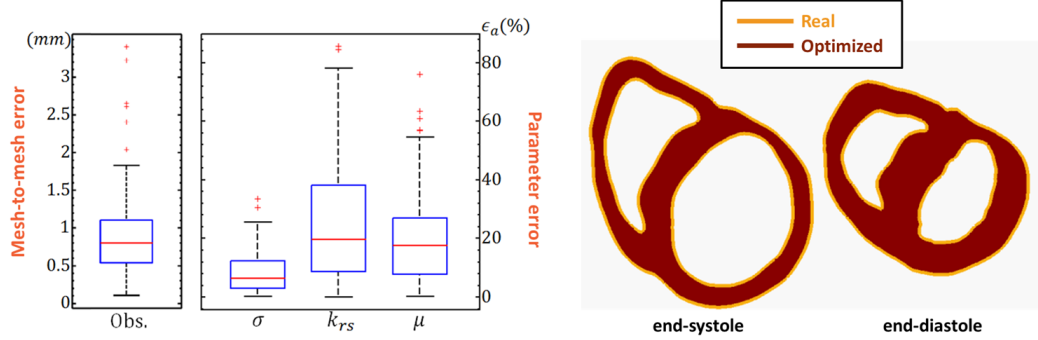 (mm)
3
2.5
2
1.5
1
0.5
0
Mesh-to-mesh error
Obs.
ϵₐ(%)
80
60
40
20
0
Parameter error
σ
kᵣₛ
μ
Real
Optimized
end-systole
end-diastole